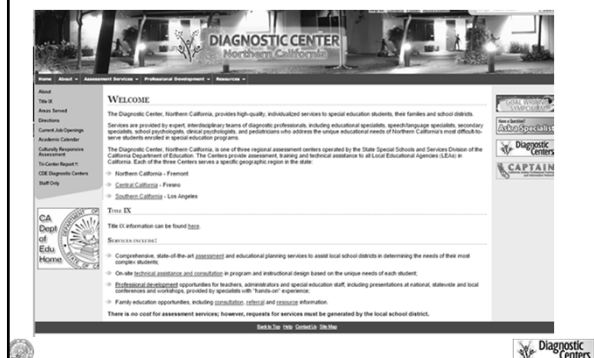 DIAGNOSTIC CENTER
Northern California
Home About Assessment Services Professional Development Resources
About
Title IX
Areas Served
Directions
Current Job Openings
Academic Calendar
Culturally Responsive
Assessment
Tri-Center Report
CDE Diagnostic Centers
Staff Only
CA
Dept
of
Edu
Home
WELCOME
The Diagnostic Center, Northern California, provides high-quality, individualized services to special education students, their families and school districts.
Services are provided by expert, interdisciplinary teams of diagnostic professionals, including educational specialists, speech/language specialists, secondary
specialists, school psychologists, clinical psychologists, and pediatricians who address the unique educational needs of Northern California's most difficult-to-
serve students enrolled in special education programs.
The Diagnostic Center, Northern California, is one of three regional assessment centers operated by the State Special Schools and Services Division of the
California Department of Education. The Centers provide assessment, training and technical assistance to all Local Educational Agencies (LEAs) in
California. Each of the three Centers serves a specific geographic region in the state:
Northern California - Fremont
Central California - Fresno
Southern California - Los Angeles
TITLE IX
Title IX information can be found here.
SERVICES INCLUDE:
Comprehensive, state-of-the-art assessment and educational planning services to assist local school districts in determining the needs of their most
complex students;
On-site technical assistance and consultation in program and instructional design based on the unique needs of each student;
Professional development opportunities for teachers, administrators and special education staff, including presentations at national, statewide and local
conferences and workshops, provided by specialists with "hands-on" experience;
Family education opportunities, including consultation, referral and resource information.
There is no cost for assessment services; however, requests for services must be generated by the local school district.
Back to Top Help Contact Us Site Map
GOAL WRITING
SYMPOSIUM
Have a Question?
Ask a Specialist
Diagnostic
Centers
CAPTAIN
Diagnostic
Centers